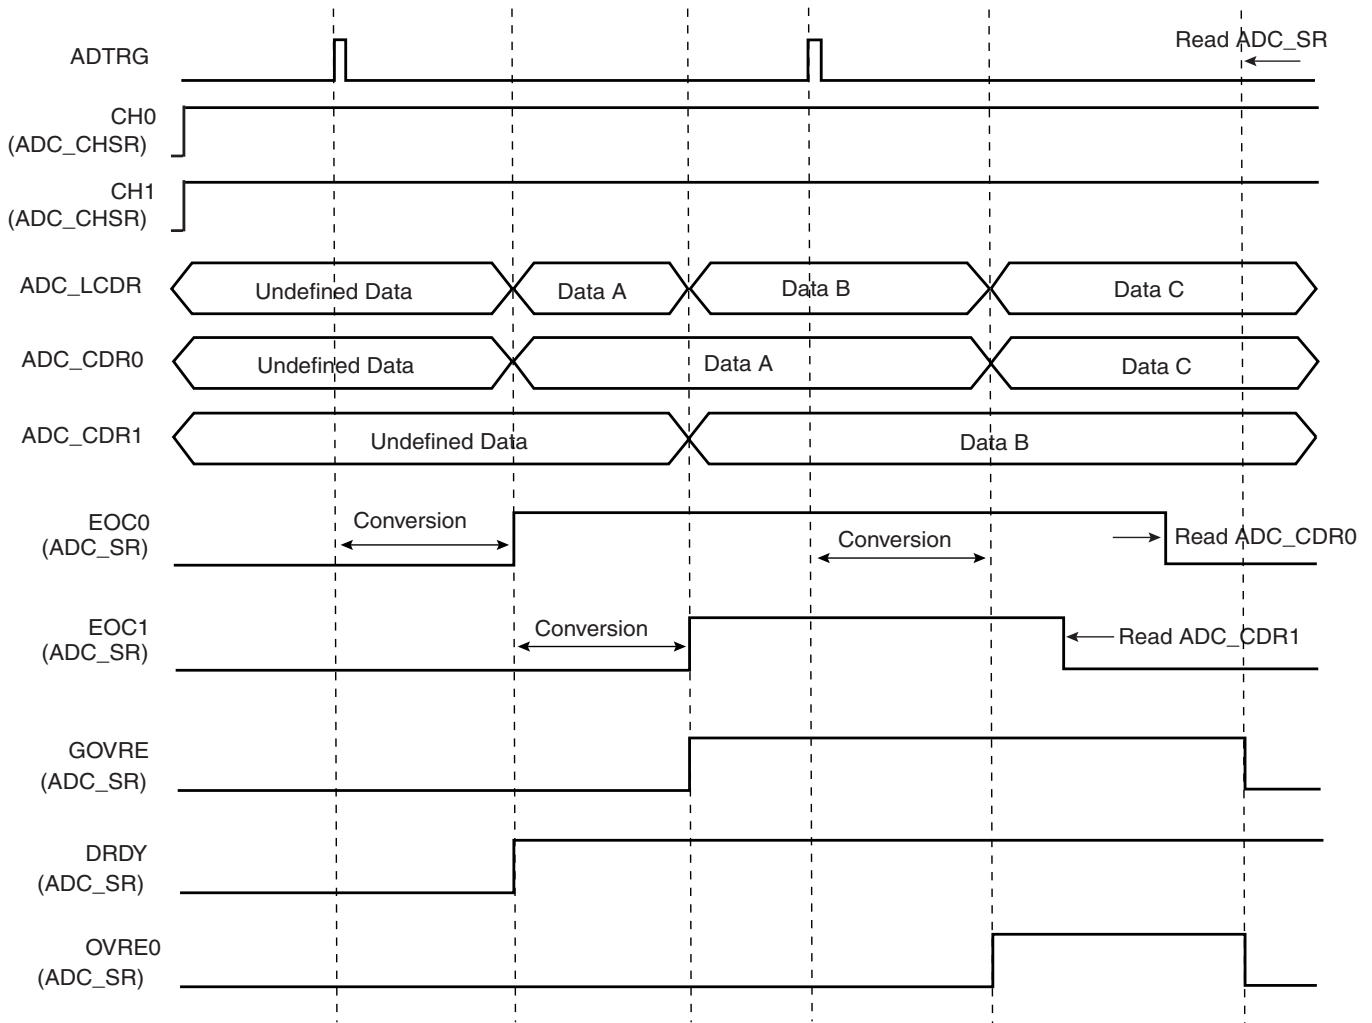 Read ADC_SR
ADTRG
CH0
(ADC_CHSR)
CH1
(ADC_CHSR)
ADC_LCDR
Undefined Data
Data A
Data B
Data C
ADC_CDR0
Undefined Data
Data A
Data C
ADC_CDR1
Undefined Data
Data B
EOC0
(ADC_SR)
Conversion
Conversion
Read ADC_CDR0
EOC1
(ADC_SR)
Conversion
Read ADC_CDR1
GOVRE
(ADC_SR)
DRDY
(ADC_SR)
OVRE0
(ADC_SR)